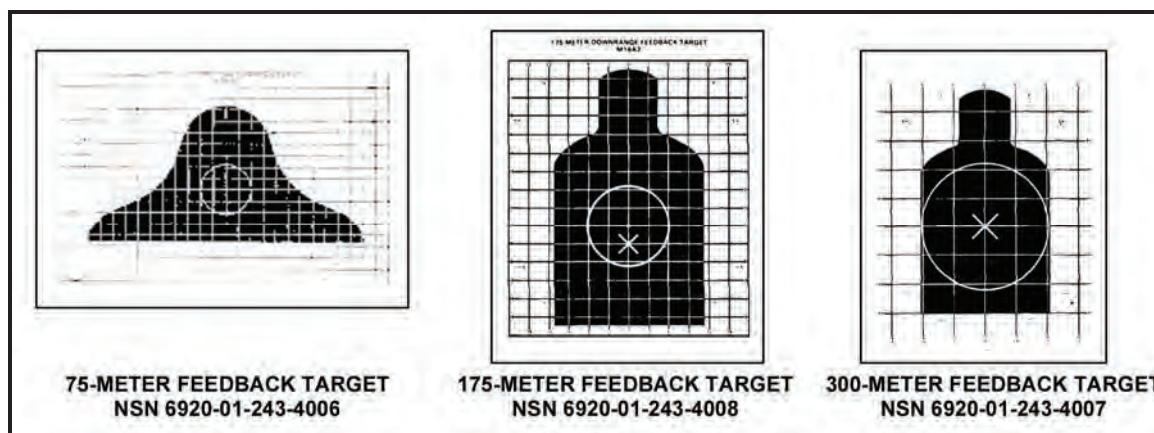 175 METER DOWNRANGE FEEDBACK TARGET
M16A2
75-METER FEEDBACK TARGET
NSN 6920-01-243-4006
175-METER FEEDBACK TARGET
NSN 6920-01-243-4008
300-METER FEEDBACK TARGET
NSN 6920-01-243-4007